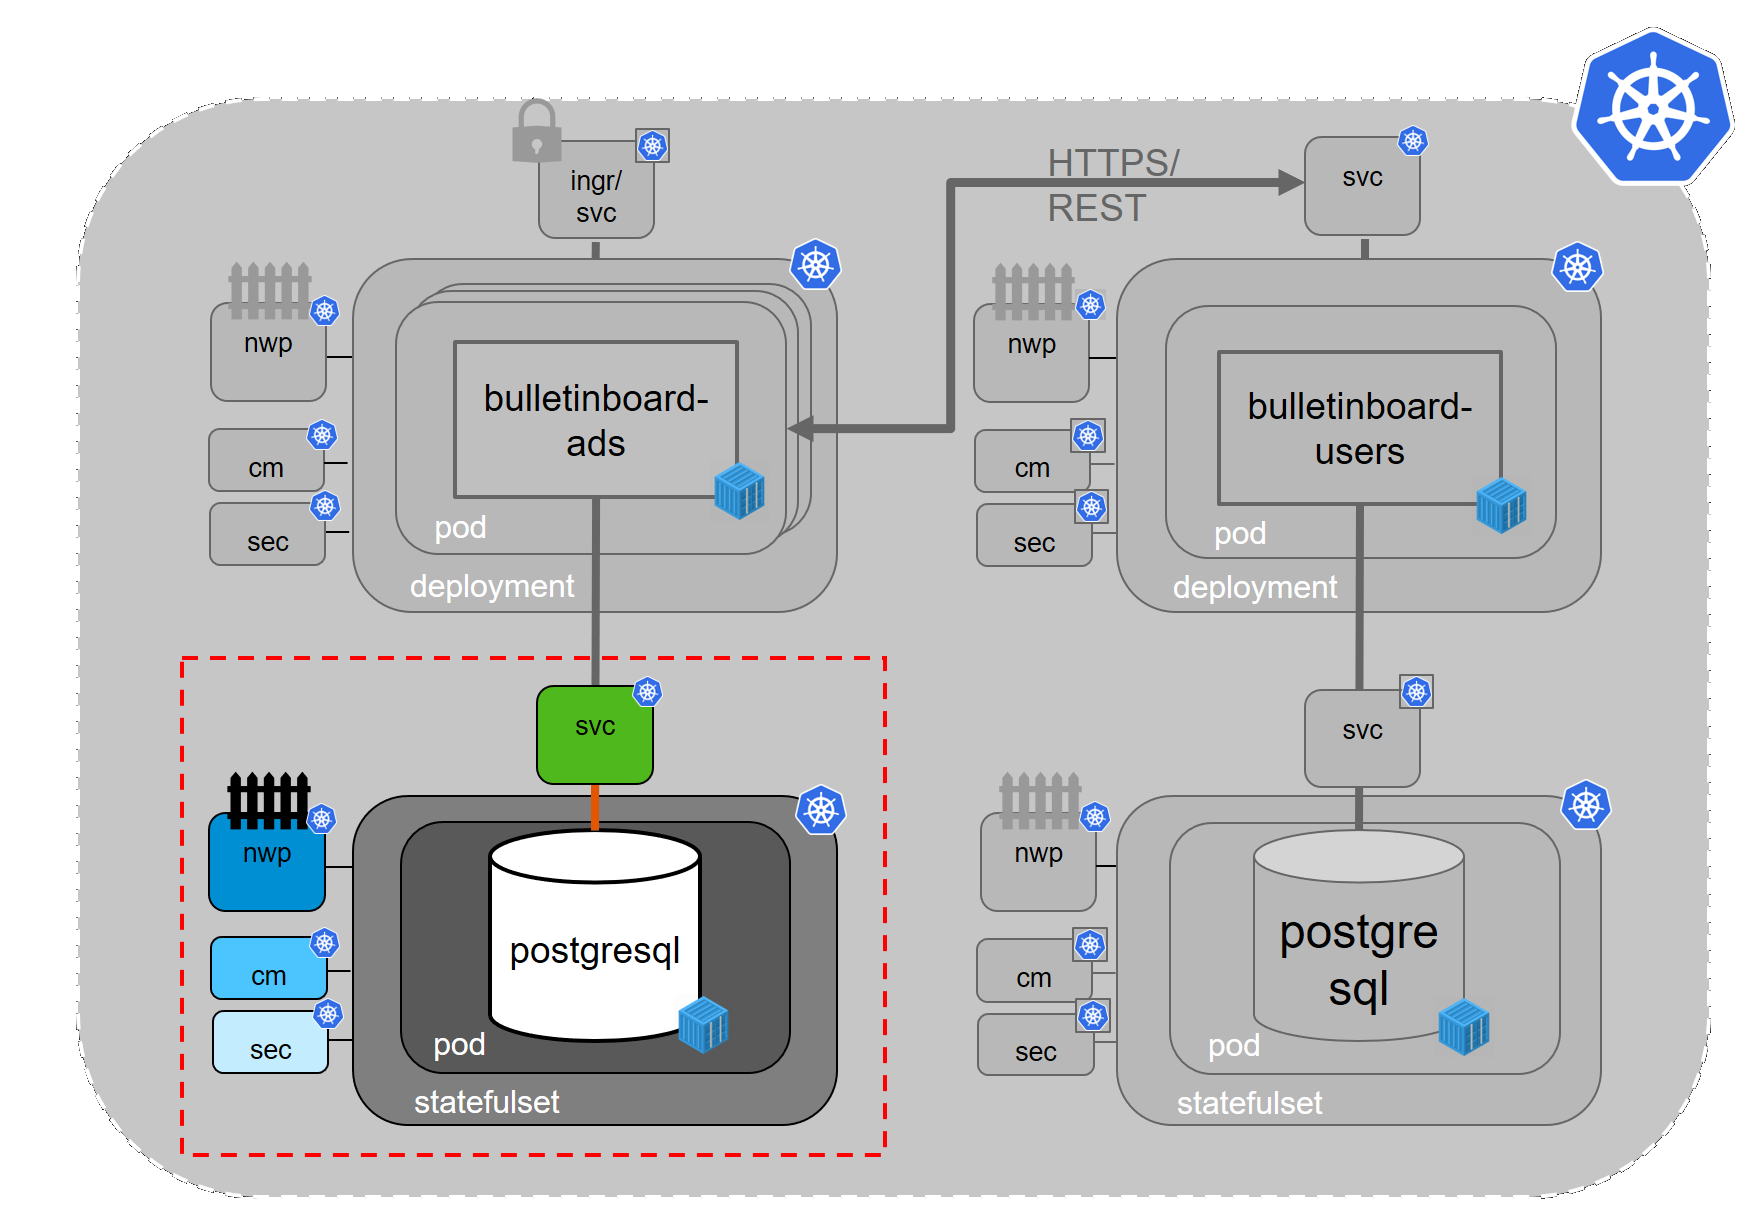 ingr/
svc
HTTPS/
REST
svc
nwp
bulletinboard-
ads
cm
sec
pod
deployment
nwp
bulletinboard-
users
cm
sec
pod
deployment
svc
nwp
postgresql
cm
sec
pod
statefulset
svc
nwp
postgre
sql
cm
sec
pod
statefulset